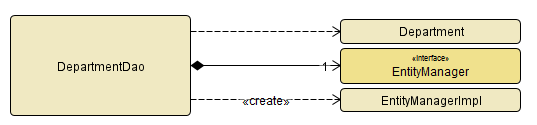 Department
«interface»
DepartmentDao
1
EntityManager
«create»
EntityManagerImpl